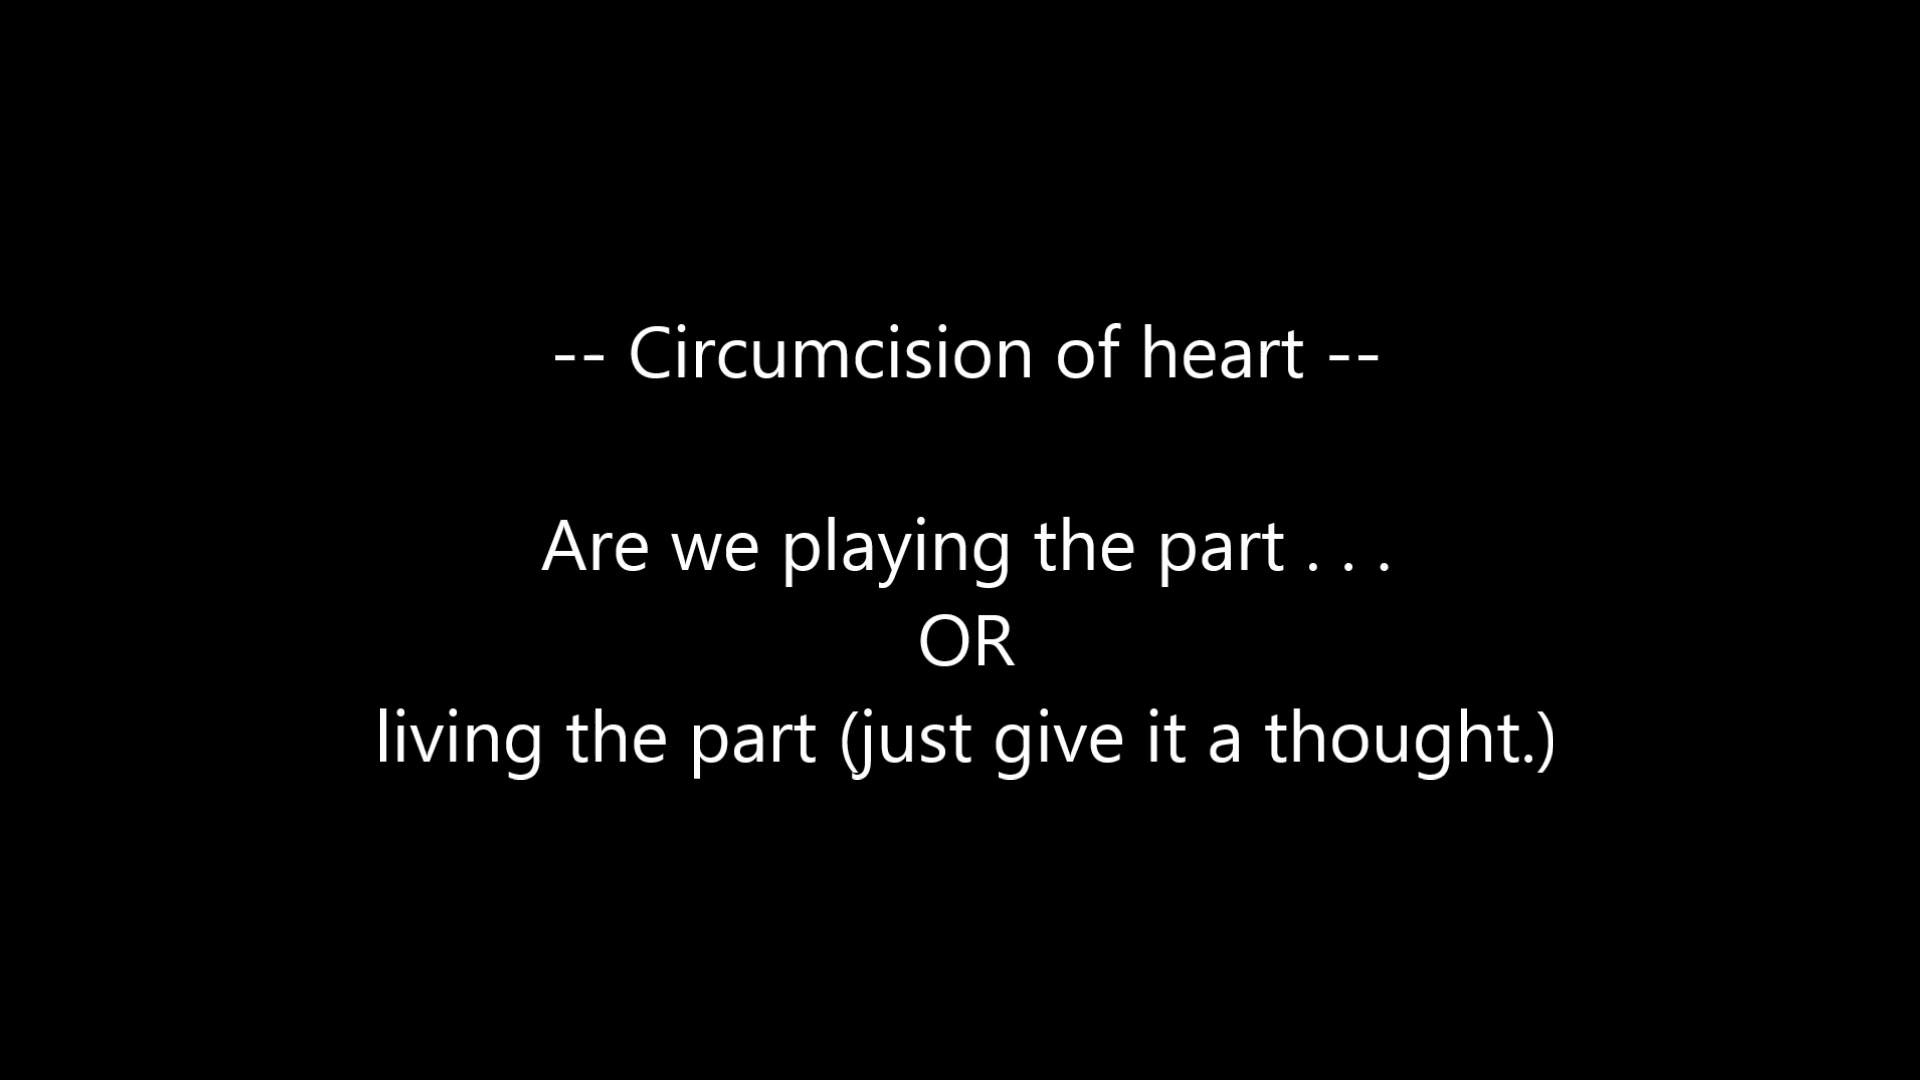 -- Circumcision of heart --
Are we playing the part . . .
OR
living the part (just give it a thought.)